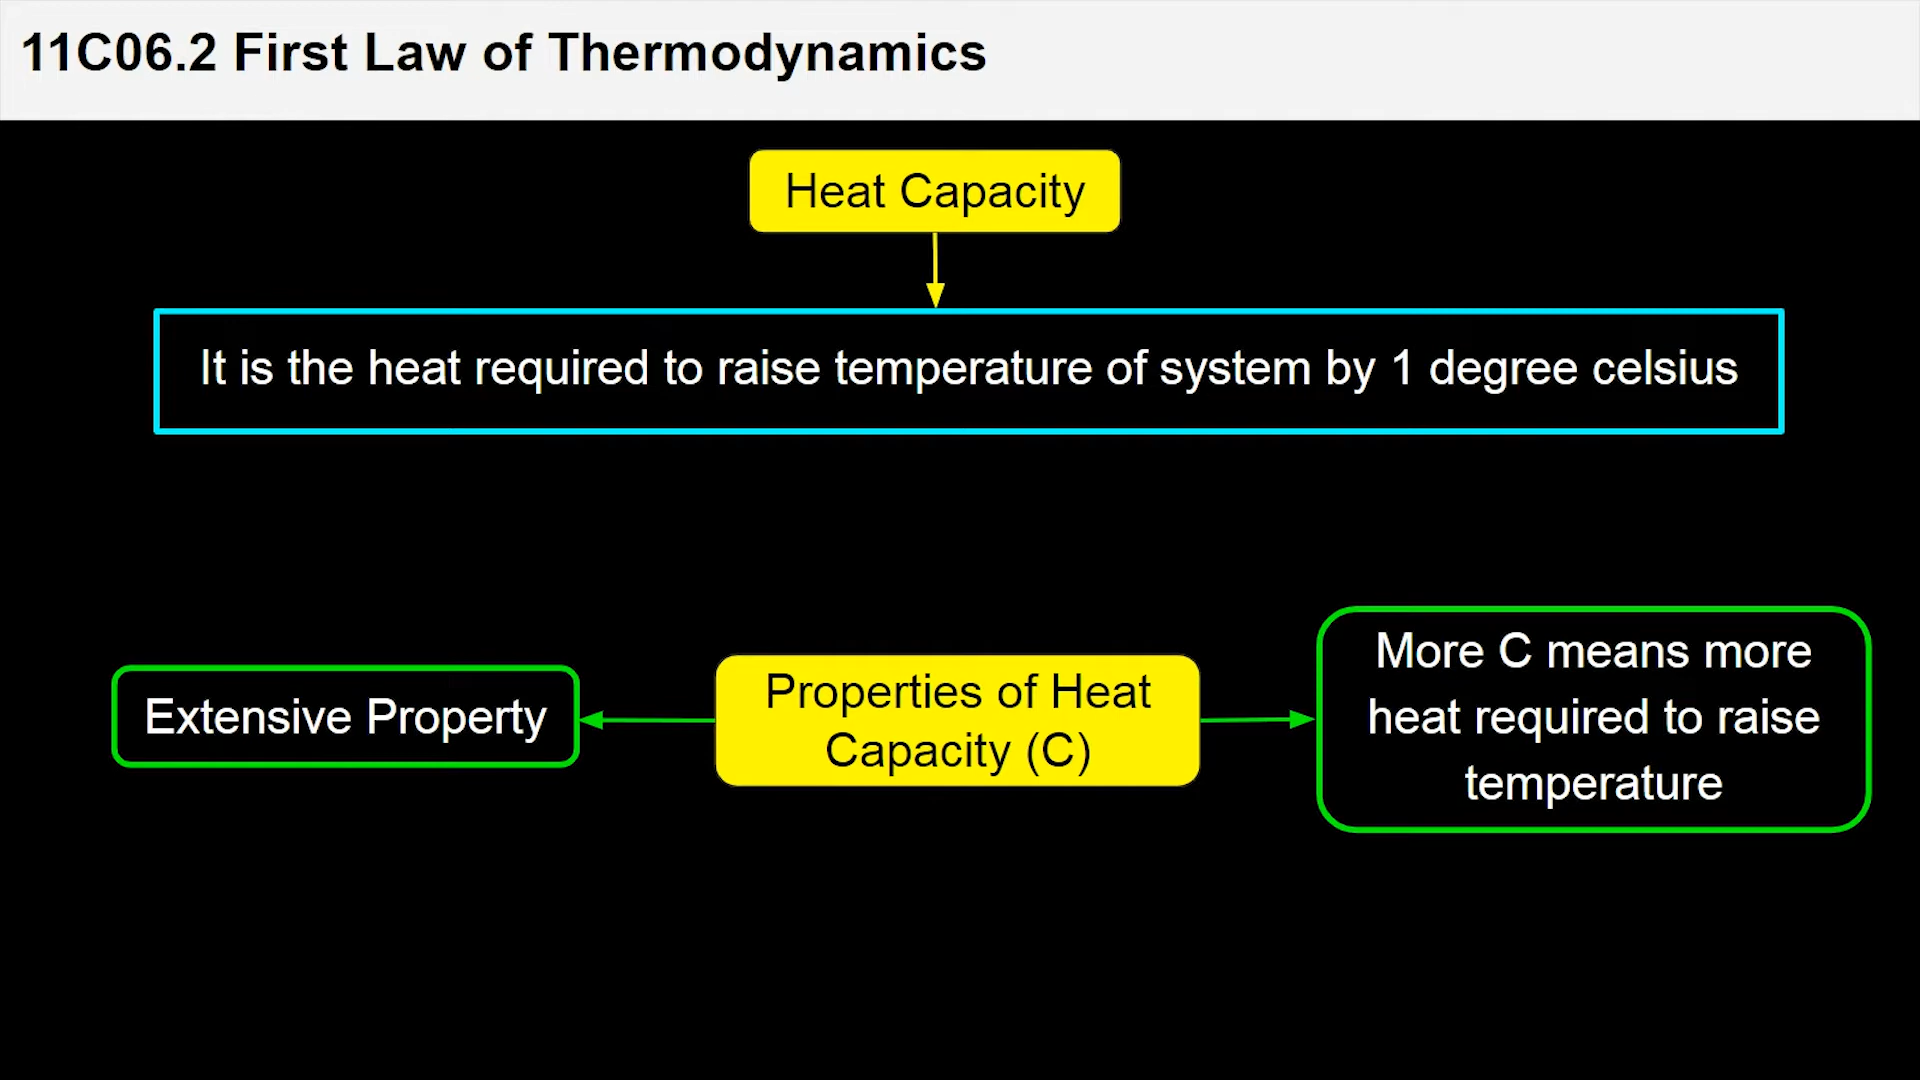 11C06.2 First Law of Thermodynamics
Heat Capacity
It is the heat required to raise temperature of system by 1 degree celsius
Extensive Property
Properties of Heat
Capacity (C)
More C means more
heat required to raise
temperature